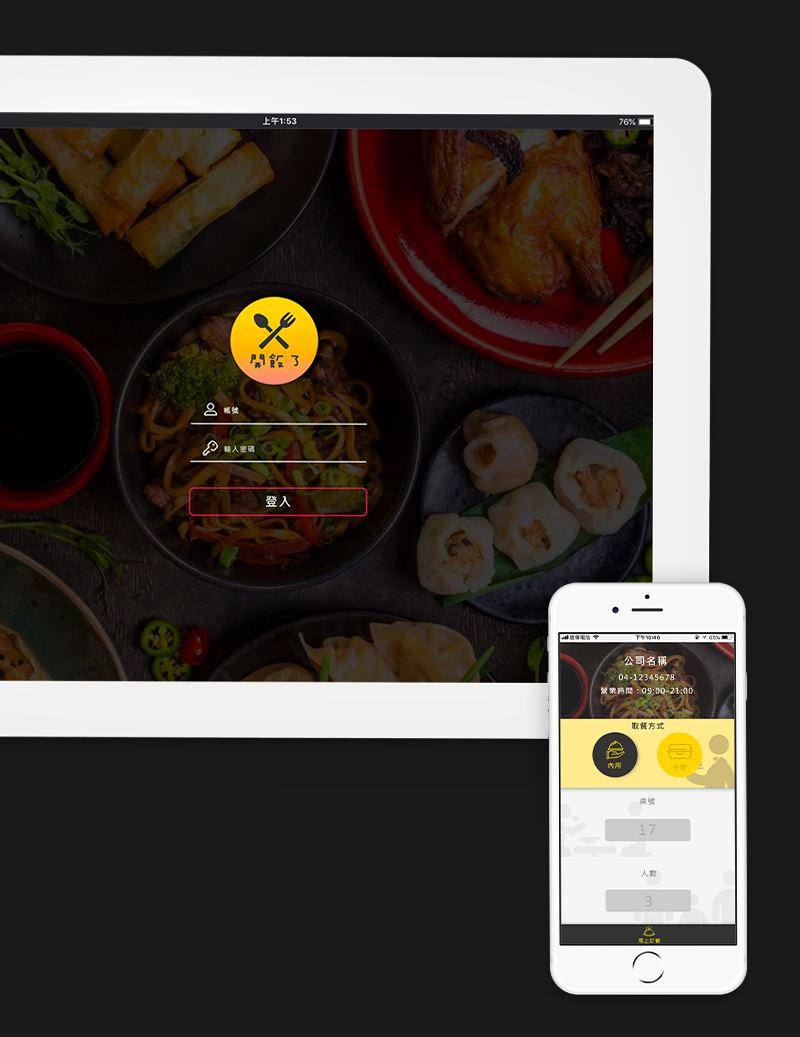 上午1:53
76%
開飯了
帳號
輸入密碼
登入
遠傳電信
下午10:46
65%
公司名稱
04-12345678
營業時間：09:00-21:00
取餐方式
內用
外帶
桌號
17
人數
3
馬上訂餐